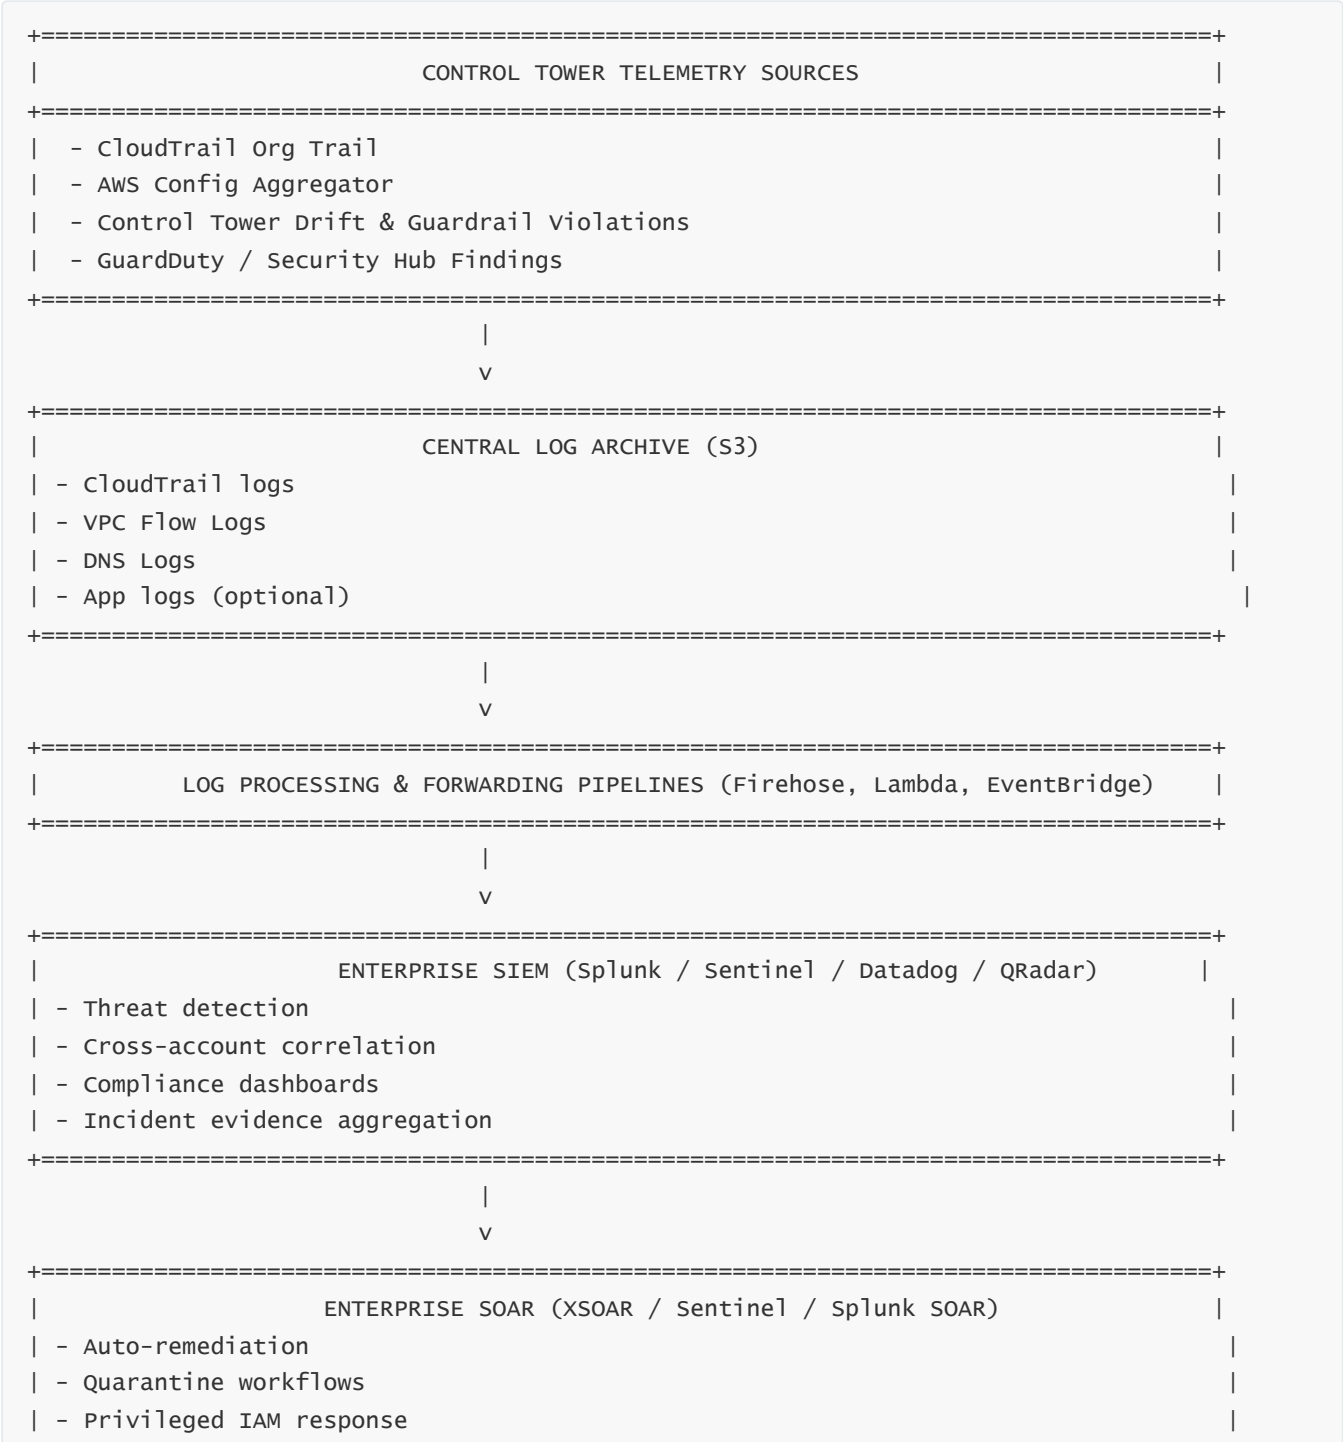 +===================================================================================+
|                           CONTROL TOWER TELEMETRY SOURCES                         |
+===================================================================================+
|  - CloudTrail Org Trail                                                           |
|  - AWS Config Aggregator                                                          |
|  - Control Tower Drift & Guardrail Violations                                     |
|  - GuardDuty / Security Hub Findings                                              |
+===================================================================================+
                                |
                                v
+===================================================================================+
|                           CENTRAL LOG ARCHIVE (S3)                                |
| - CloudTrail logs                                                                  |
| - VPC Flow Logs                                                                    |
| - DNS Logs                                                                         |
| - App logs (optional)                                                               |
+===================================================================================+
                                |
                                v
+===================================================================================+
|          LOG PROCESSING & FORWARDING PIPELINES (Firehose, Lambda, EventBridge)    |
+===================================================================================+
                                |
                                v
+===================================================================================+
|                     ENTERPRISE SIEM (Splunk / Sentinel / Datadog / QRadar)       |
| - Threat detection                                                                 |
| - Cross-account correlation                                                        |
| - Compliance dashboards                                                            |
| - Incident evidence aggregation                                                    |
+===================================================================================+
                                |
                                v
+===================================================================================+
|                    ENTERPRISE SOAR (XSOAR / Sentinel / Splunk SOAR)               |
| - Auto-remediation                                                                 |
| - Quarantine workflows                                                             |
| - Privileged IAM response                                                          |